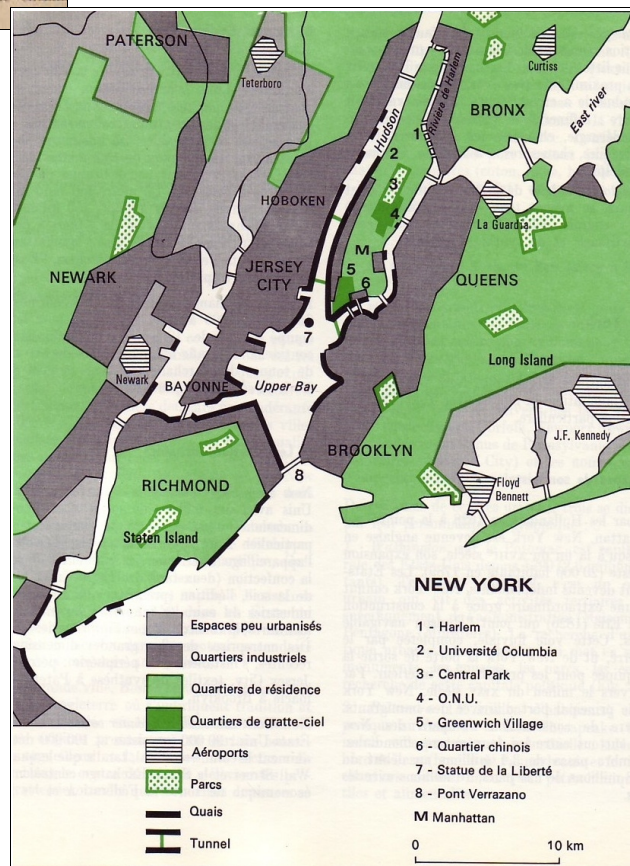 PATERSON
Teterboro
Curtiss
BRONX
East river
Hudson
Rivière de Harlem
1
2
3
4
HOBOKEN
La Guardia
M
NEWARK
JERSEY
CITY
5
6
QUEENS
7
Newark
BAYONNE
Upper Bay
Long Island
J.F. Kennedy
BROOKLYN
8
Floyd
Bennett
RICHMOND
Staten Island
Espaces peu urbanisés
Quartiers industriels
Quartiers de résidence
Quartiers de gratte-ciel
Aéroports
Parcs
Quais
Tunnel
NEW YORK
1 - Harlem
2 - Université Columbia
3 - Central Park
4 - O.N.U.
5 - Greenwich Village
6 - Quartier chinois
7 - Statue de la Liberté
8 - Pont Verrazano
M Manhattan
0 10 km